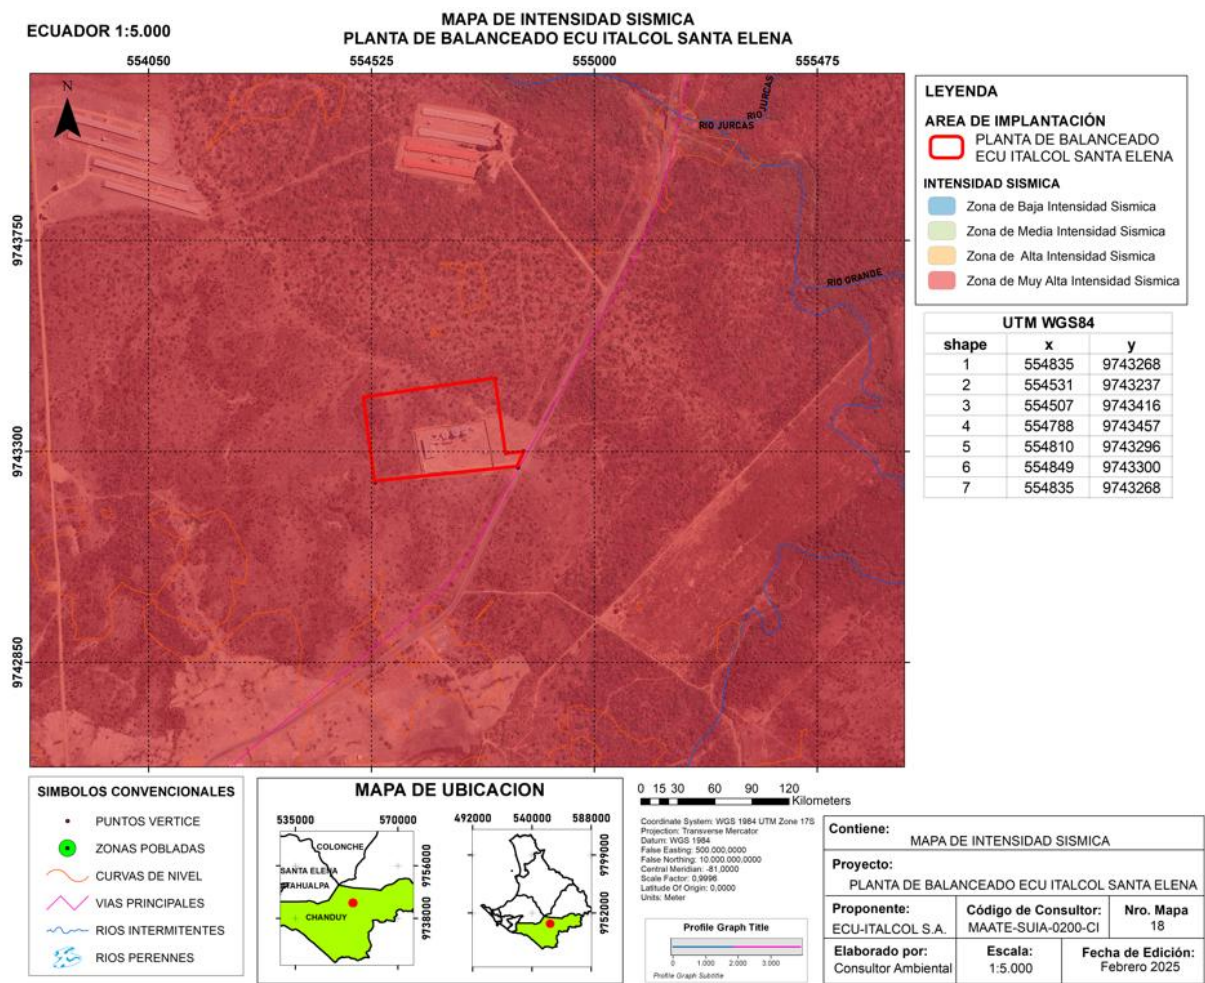 ECUADOR 1:5.000
MAPA DE INTENSIDAD SISMICA
PLANTA DE BALANCEADO ECU ITALCOL SANTA ELENA
554050
554525
555000
555475
9743750
9743300
9742850
N
RIO JURCAS
RIO JURCAS
RIO GRANDE
LEYENDA
AREA DE IMPLANTACIÓN
PLANTA DE BALANCEADO
ECU ITALCOL SANTA ELENA
INTENSIDAD SISMICA
Zona de Baja Intensidad Sismica
Zona de Media Intensidad Sismica
Zona de Alta Intensidad Sismica
Zona de Muy Alta Intensidad Sismica
UTM WGS84
shape x y
1 554835 9743268
2 554531 9743237
3 554507 9743416
4 554788 9743457
5 554810 9743296
6 554849 9743300
7 554835 9743268
SIMBOLOS CONVENCIONALES
PUNTOS VERTICE
ZONAS POBLADAS
CURVAS DE NIVEL
VIAS PRINCIPALES
RIOS INTERMITENTES
RIOS PERENNES
MAPA DE UBICACION
535000 570000
COLONCHE
SANTA ELENA
ATAHUALPA
CHANDUY
9756000
9738000
492000 540000 588000
9799000
9752000
0 15 30 60 90 120
Kilometers
Coordinate System: WGS 1984 UTM Zone 17S
Projection: Transverse Mercator
Datum: WGS 1984
False Easting: 500.000,0000
False Northing: 10.000.000,0000
Central Meridian: -81,0000
Scale Factor: 0,9996
Latitude Of Origin: 0,0000
Units: Meter
Profile Graph Title
0 1.000 2.000 3.000
Profile Graph Subtitle
Contiene:
MAPA DE INTENSIDAD SISMICA
Proyecto:
PLANTA DE BALANCEADO ECU ITALCOL SANTA ELENA
Proponente:
ECU-ITALCOL S.A.
Código de Consultor:
MAATE-SUIA-0200-CI
Nro. Mapa
18
Elaborado por:
Consultor Ambiental
Escala:
1:5.000
Fecha de Edición:
Febrero 2025